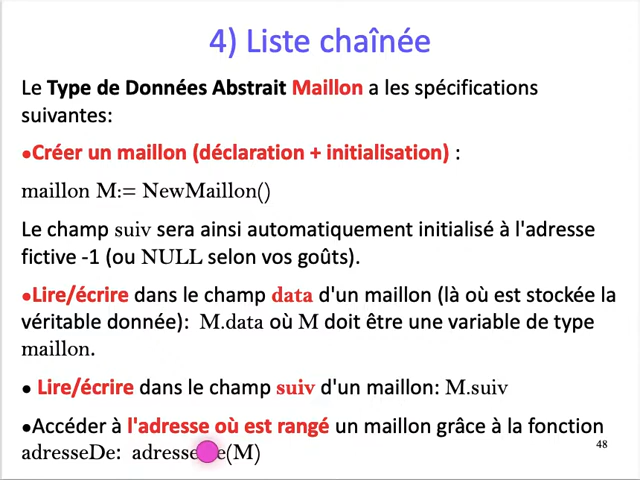 4) Liste chaînée
Le Type de Données Abstrait Maillon a les spécifications
suivantes:
•Créer un maillon (déclaration + initialisation) :
maillon M:= NewMaillon()
Le champ suiv sera ainsi automatiquement initialisé à l'adresse
fictive -1 (ou NULL selon vos goûts).
•Lire/écrire dans le champ data d'un maillon (là où est stockée la
véritable donnée): M.data où M doit être une variable de type
maillon.
• Lire/écrire dans le champ suiv d'un maillon: M.suiv
•Accéder à l'adresse où est rangé un maillon grâce à la fonction
adresseDe: adresseDe(M)
48